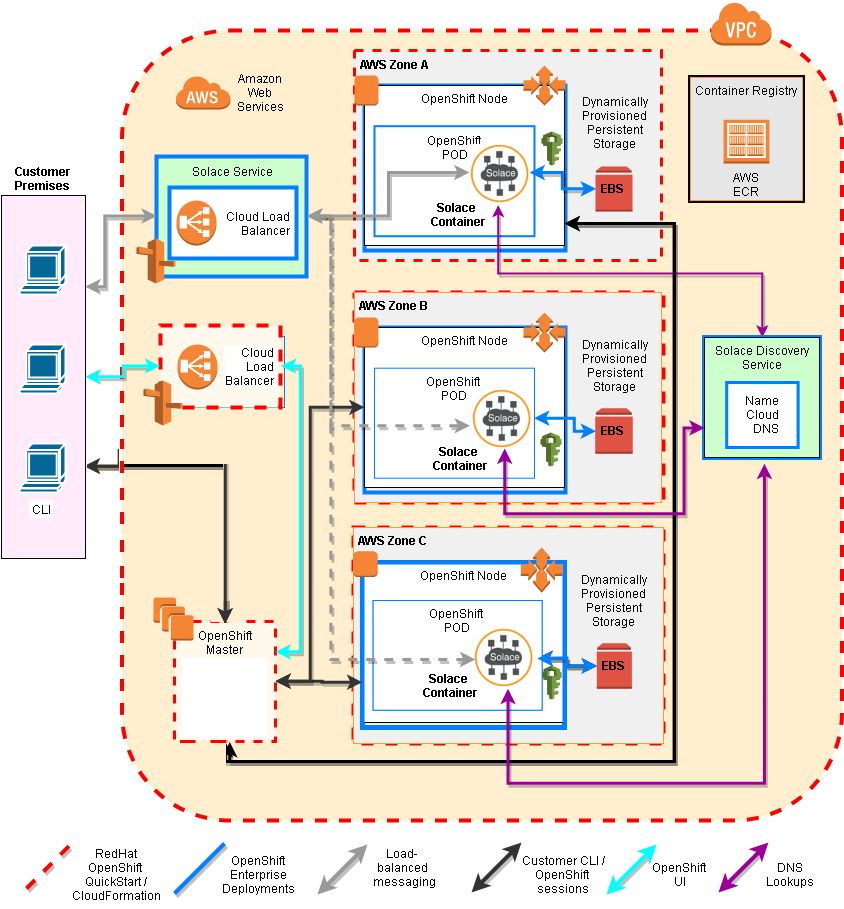 VPC
AWS
Amazon
Web
Services
AWS Zone A
OpenShift Node
OpenShift
POD
Solace
Solace
Container
Dynamically
Provisioned
Persistent
Storage
EBS
Container Registry
AWS
ECR
Customer
Premises
CLI
Solace Service
Cloud Load
Balancer
Cloud
Load
Balancer
AWS Zone B
OpenShift Node
OpenShift
POD
Solace
Solace
Container
Dynamically
Provisioned
Persistent
Storage
EBS
Solace Discovery
Service
Name
Cloud
DNS
AWS Zone C
OpenShift Node
OpenShift
POD
Solace
Solace
Container
Dynamically
Provisioned
Persistent
Storage
EBS
OpenShift
Master
RedHat
OpenShift
QuickStart /
CloudFormation
OpenShift
Enterprise
Deployments
Load-
balanced
messaging
Customer CLI /
OpenShift
sessions
OpenShift
UI
DNS
Lookups